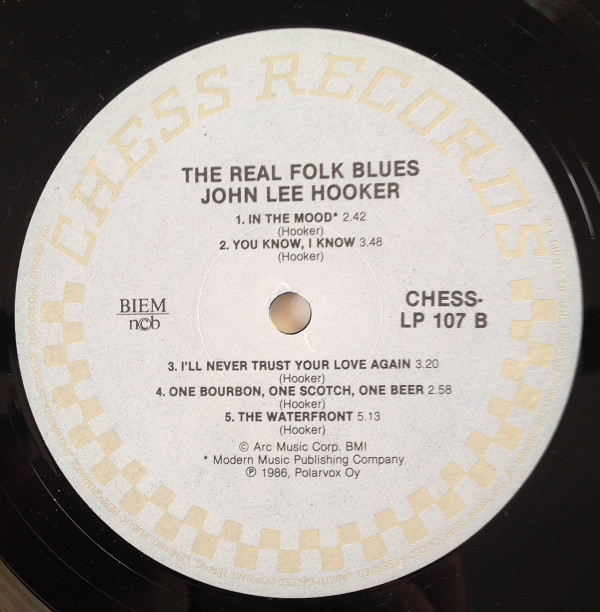 CHESS RECORDS
THE REAL FOLK BLUES
JOHN LEE HOOKER
1. IN THE MOOD* 2.42
(Hooker)
2. YOU KNOW, I KNOW 3.48
(Hooker)
BIEM
ncb
CHESS-
LP 107 B
3. I'LL NEVER TRUST YOUR LOVE AGAIN 3.20
(Hooker)
4. ONE BOURBON, ONE SCOTCH, ONE BEER 2.58
(Hooker)
5. THE WATERFRONT 5.13
(Hooker)
© Arc Music Corp. BMI
* Modern Music Publishing Company
℗ 1986, Polarvox Oy